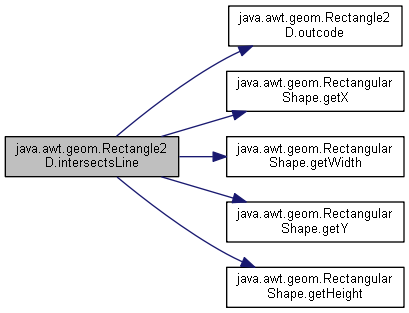 java.awt.geom.Rectangle2
D.outcode
java.awt.geom.Rectangular
Shape.getX
java.awt.geom.Rectangle2
D.intersectsLine
java.awt.geom.Rectangular
Shape.getWidth
java.awt.geom.Rectangular
Shape.getY
java.awt.geom.Rectangular
Shape.getHeight